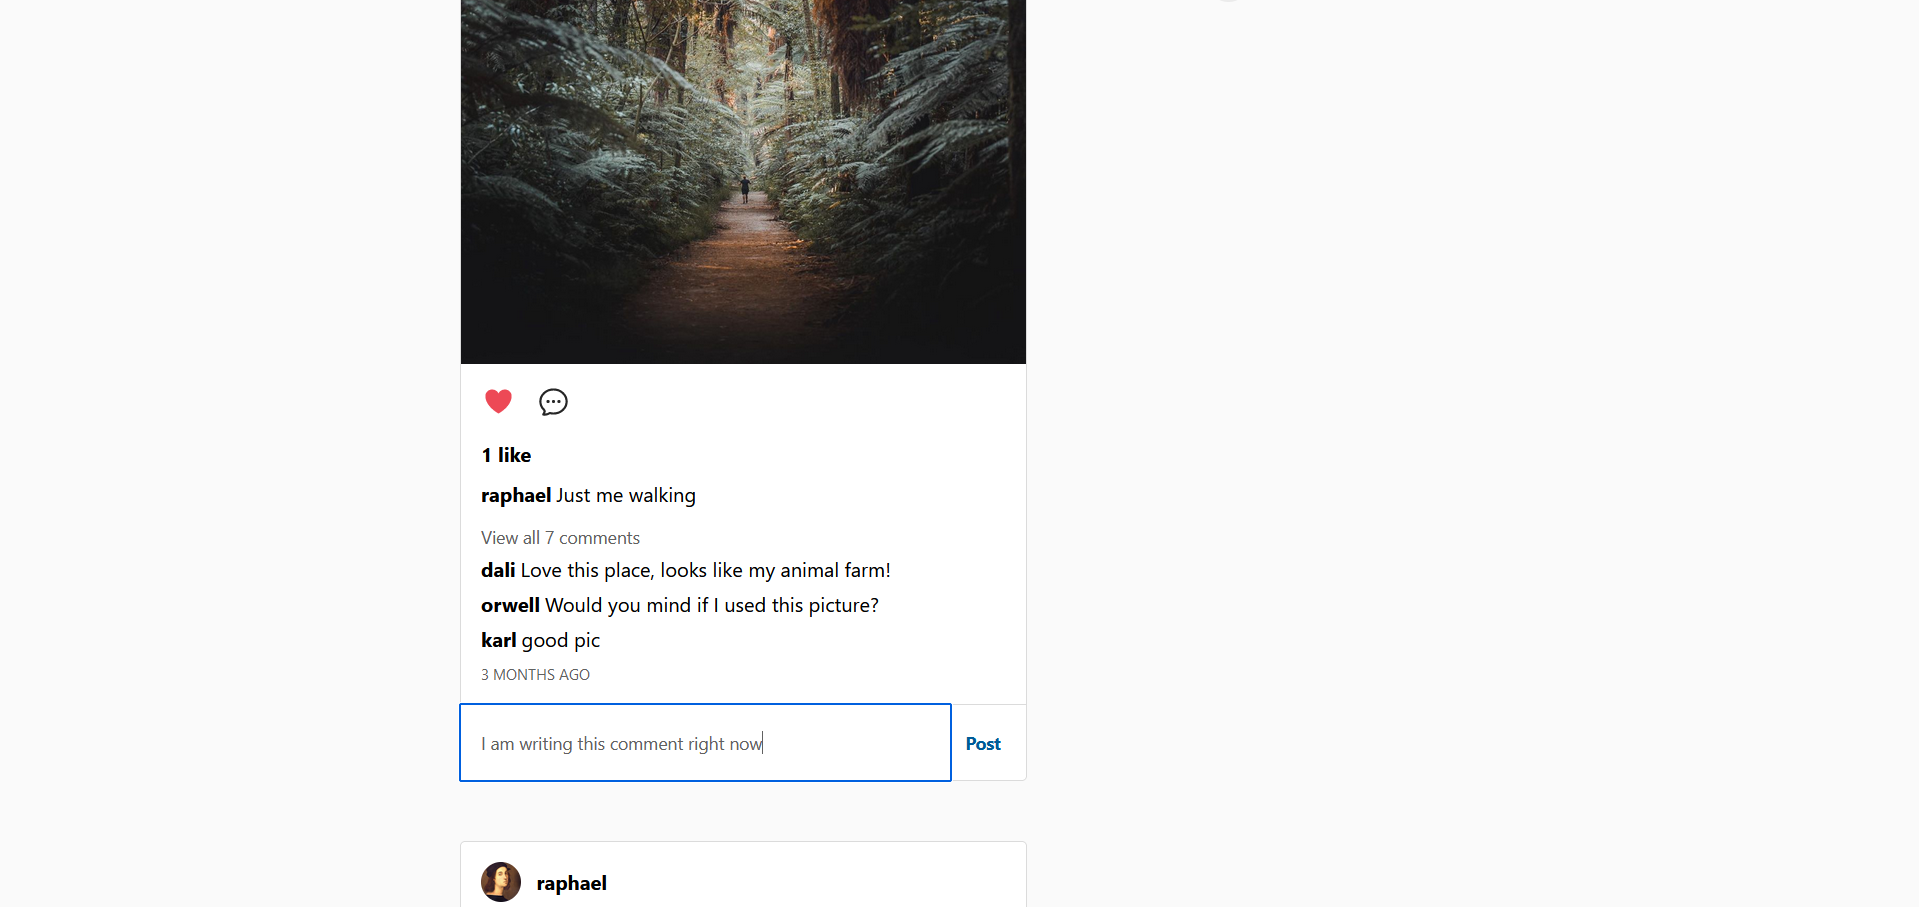 1 like
raphael Just me walking
View all 7 comments
dali Love this place, looks like my animal farm!
orwell Would you mind if I used this picture?
karl good pic
3 MONTHS AGO
I am writing this comment right now
Post
raphael